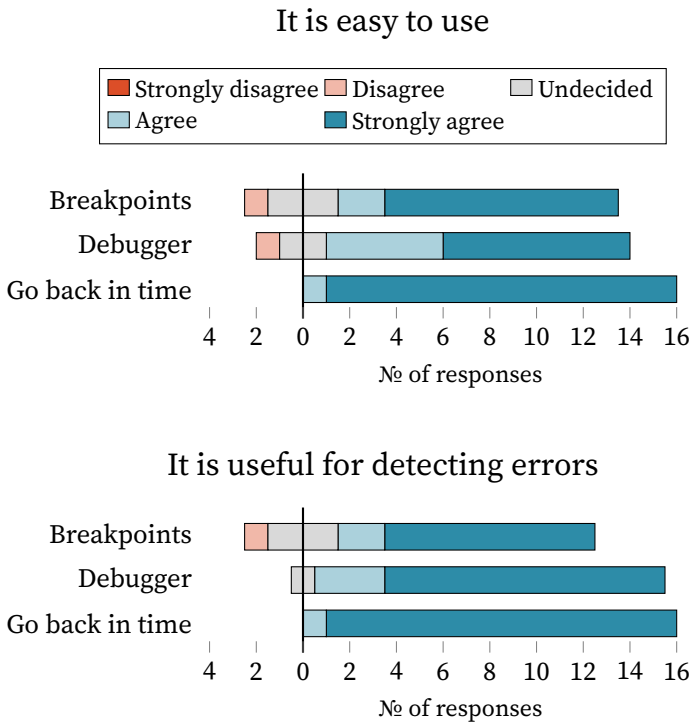 It is easy to use
Strongly disagree Disagree Undecided
Agree Strongly agree
Breakpoints
Debugger
Go back in time
4 2 0 2 4 6 8 10 12 14 16
№ of responses
It is useful for detecting errors
Breakpoints
Debugger
Go back in time
4 2 0 2 4 6 8 10 12 14 16
№ of responses